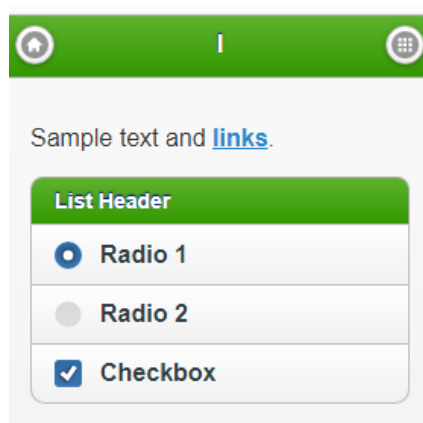 I
Sample text and links.
List Header
Radio 1
Radio 2
Checkbox